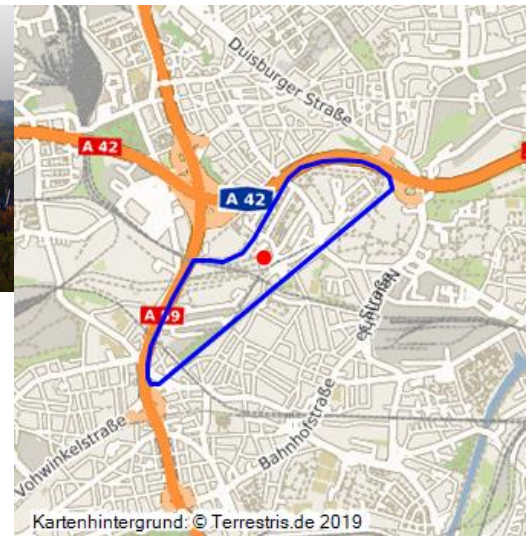 Duisburger Straße
A 42
A 42
A 59
Bahnhofstraße
Vohwinkelstraße
Kartenhintergrund: © Terrestris.de 2019